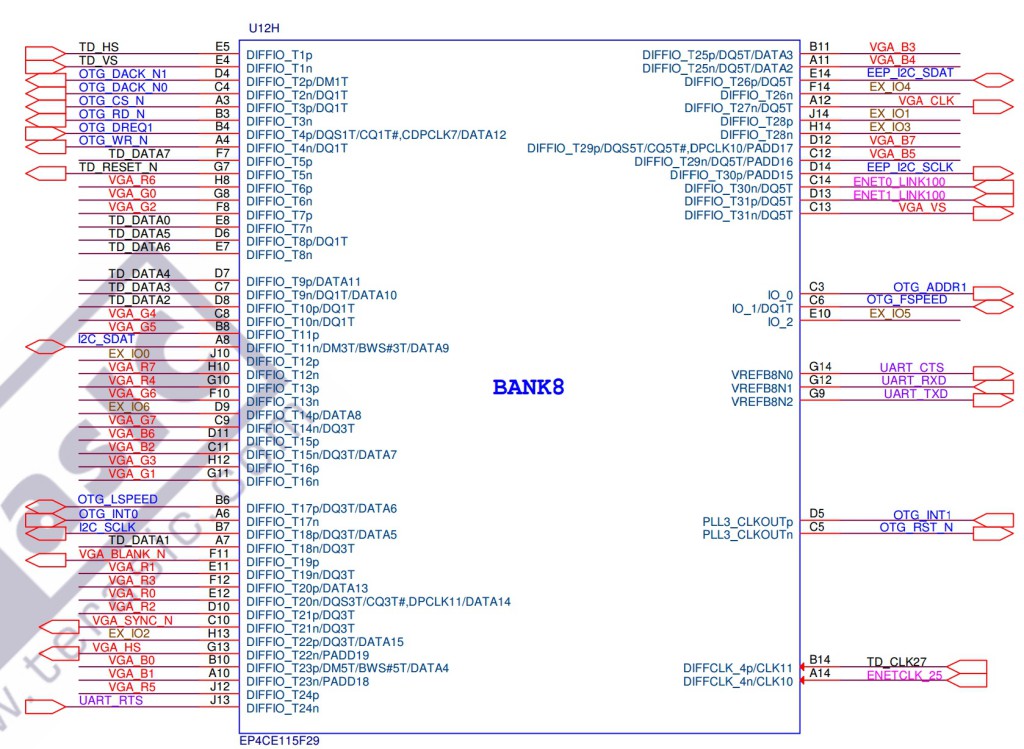 U12H
TD_HS E5 DIFFIO_T1p
TD_VS E4 DIFFIO_T1n
OTG_DACK_N1 D4 DIFFIO_T2p/DM1T
OTG_DACK_N0 C4 DIFFIO_T2n/DQ1T
OTG_CS_N A3 DIFFIO_T3p/DQ1T
OTG_RD_N B3 DIFFIO_T3n
OTG_DREQ1 B4 DIFFIO_T4p/DQS1T/CQ1T#,CDPCLK7/DATA12
OTG_WR_N A4 DIFFIO_T4n/DQ1T
TD_DATA7 F7 DIFFIO_T5p
TD_RESET_N G7 DIFFIO_T5n
VGA_R6 H8 DIFFIO_T6p
VGA_G0 G8 DIFFIO_T6n
VGA_G2 F8 DIFFIO_T7p
TD_DATA0 E8 DIFFIO_T7n
TD_DATA5 D6 DIFFIO_T8p/DQ1T
TD_DATA6 E7 DIFFIO_T8n
TD_DATA4 D7 DIFFIO_T9p/DATA11
TD_DATA3 C7 DIFFIO_T9n/DQ1T/DATA10
TD_DATA2 D8 DIFFIO_T10p/DQ1T
VGA_G4 C8 DIFFIO_T10n/DQ1T
VGA_G5 B8 DIFFIO_T11p
I2C_SDAT A8 DIFFIO_T11n/DM3T/BWS#3T/DATA9
EX_IO0 J10 DIFFIO_T12p
VGA_R7 H10 DIFFIO_T12n
VGA_R4 G10 DIFFIO_T13p
VGA_G6 F10 DIFFIO_T13n
EX_IO6 D9 DIFFIO_T14p/DATA8
VGA_G7 C9 DIFFIO_T14n/DQ3T
VGA_B6 D11 DIFFIO_T15p
VGA_B2 C11 DIFFIO_T15n/DQ3T/DATA7
VGA_G3 H12 DIFFIO_T16p
VGA_G1 G11 DIFFIO_T16n
OTG_LSPEED B6 DIFFIO_T17p/DQ3T/DATA6
OTG_INT0 A6 DIFFIO_T17n
I2C_SCLK B7 DIFFIO_T18p/DQ3T/DATA5
TD_DATA1 A7 DIFFIO_T18n/DQ3T
VGA_BLANK_N F11 DIFFIO_T19p
VGA_R1 E11 DIFFIO_T19n/DQ3T
VGA_R3 F12 DIFFIO_T20p/DATA13
VGA_R0 E12 DIFFIO_T20n/DQS3T/CQ3T#,DPCLK11/DATA14
VGA_R2 D10 DIFFIO_T21p/DQ3T
VGA_SYNC_N C10 DIFFIO_T21n/DQ3T
EX_IO2 H13 DIFFIO_T22p/DQ3T/DATA15
VGA_HS G13 DIFFIO_T22n/PADD19
VGA_B0 B10 DIFFIO_T23p/DM5T/BWS#5T/DATA4
VGA_B1 A10 DIFFIO_T23n/PADD18
VGA_R5 J12 DIFFIO_T24p
UART_RTS J13 DIFFIO_T24n
BANK8
DIFFIO_T25p/DQ5T/DATA3 B11 VGA_B3
DIFFIO_T25n/DQ5T/DATA2 A11 VGA_B4
DIFFIO_T26p/DQ5T E14 EEP_I2C_SDAT
DIFFIO_T26n F14 EX_IO4
DIFFIO_T27n/DQ5T A12 VGA_CLK
DIFFIO_T28p J14 EX_IO1
DIFFIO_T28n H14 EX_IO3
DIFFIO_T29p/DQS5T/CQ5T#,DPCLK10/PADD17 D12 VGA_B7
DIFFIO_T29n/DQ5T/PADD16 C12 VGA_B5
DIFFIO_T30p/PADD15 D14 EEP_I2C_SCLK
DIFFIO_T30n/DQ5T C14 ENET0_LINK100
DIFFIO_T31p/DQ5T D13 ENET1_LINK100
DIFFIO_T31n/DQ5T C13 VGA_VS
IO_0 C3 OTG_ADDR1
IO_1/DQ1T C6 OTG_FSPEED
IO_2 E10 EX_IO5
VREFB8N0 G14 UART_CTS
VREFB8N1 G12 UART_RXD
VREFB8N2 G9 UART_TXD
PLL3_CLKOUTp D5 OTG_INT1
PLL3_CLKOUTn C5 OTG_RST_N
DIFFCLK_4p/CLK11 B14 TD_CLK27
DIFFCLK_4n/CLK10 A14 ENETCLK_25
EP4CE115F29